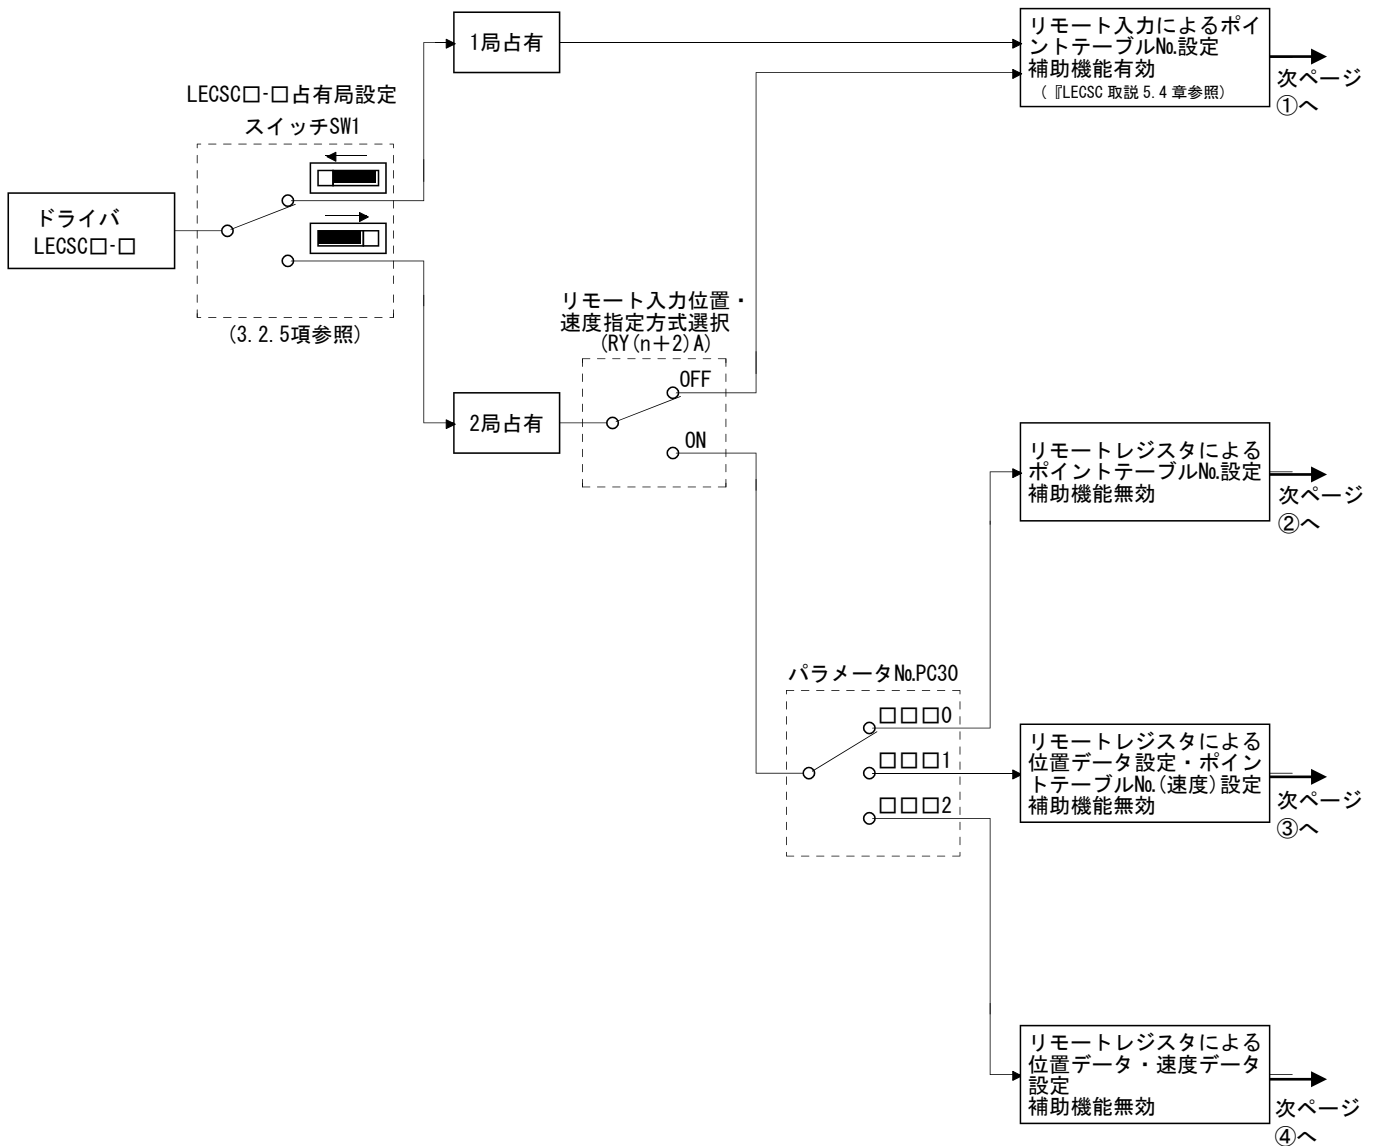 1局占有
リモート入力によるポイ
ントテーブル№設定
補助機能有効
（『LECSC 取説 5.4 章参照）
次ページ
①へ
LECSC□-□占有局設定
スイッチSW1
ドライバ
LECSC□-□
(3.2.5項参照)
リモート入力位置・
速度指定方式選択
(RY(n＋2)A)
OFF
2局占有
ON
リモートレジスタによる
ポイントテーブル№設定
補助機能無効
次ページ
②へ
パラメータ№PC30
□□□0
□□□1
□□□2
リモートレジスタによる
位置データ設定・ポイン
トテーブル№(速度)設定
補助機能無効
次ページ
③へ
リモートレジスタによる
位置データ・速度データ
設定
補助機能無効
次ページ
④へ